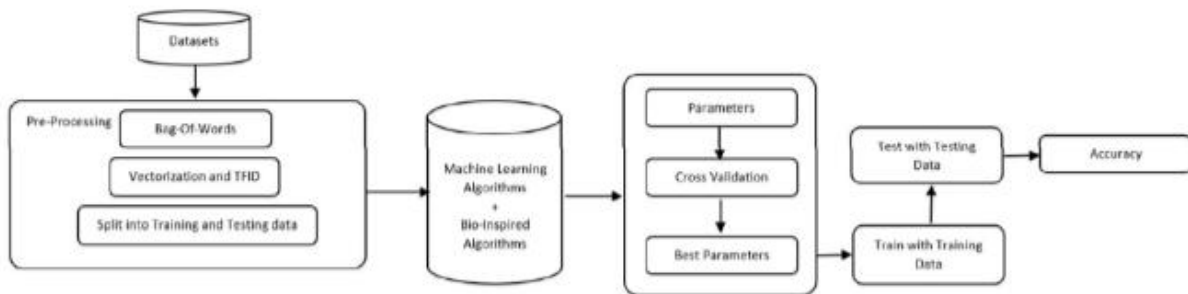 Datasets
Pre-Processing
Bag-Of-Words
Vectorization and TFID
Split into Training and Testing data
Machine Learning
Algorithms
+
Bio-Inspired
Algorithms
Parameters
Cross Validation
Best Parameters
Test with Testing
Data
Accuracy
Train with Training
Data